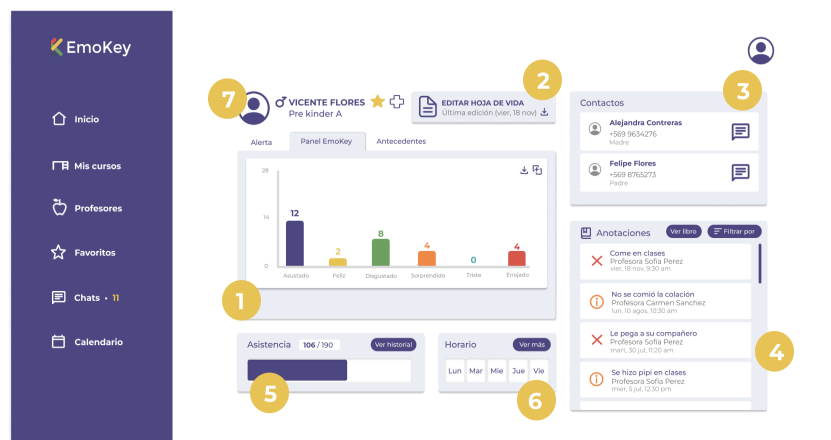 EmoKey
Inicio
Mis cursos
Profesores
Favoritos
Chats • 11
Calendario
7
VICENTE FLORES
Pre kinder A
2
EDITAR HOJA DE VIDA
Última edición (vier, 18 nov)
Alerta
Panel EmoKey
Antecedentes
28
14
0
12
2
8
4
0
4
Asustado
Feliz
Disgustado
Sorprendido
Triste
Enojado
1
Asistencia
106 / 190
Ver historial
5
Horario
Ver más
Lun Mar Mie Jue Vie
6
3
Contactos
Alejandra Contreras
+569 9634276
Madre
Felipe Flores
+569 8765273
Padre
Anotaciones
Ver libro
Filtrar por
Come en clases
Profesora Sofía Perez
vier, 18 nov, 9:30 am
No se comió la colación
Profesora Carmen Sanchez
lun, 10 agos, 10:30 am
Le pega a su compañero
Profesora Sofía Perez
mart, 30 jul, 11:20 am
Se hizo pipi en clases
Profesora Sofía Perez
mier, 5 jul, 12:30 pm
4